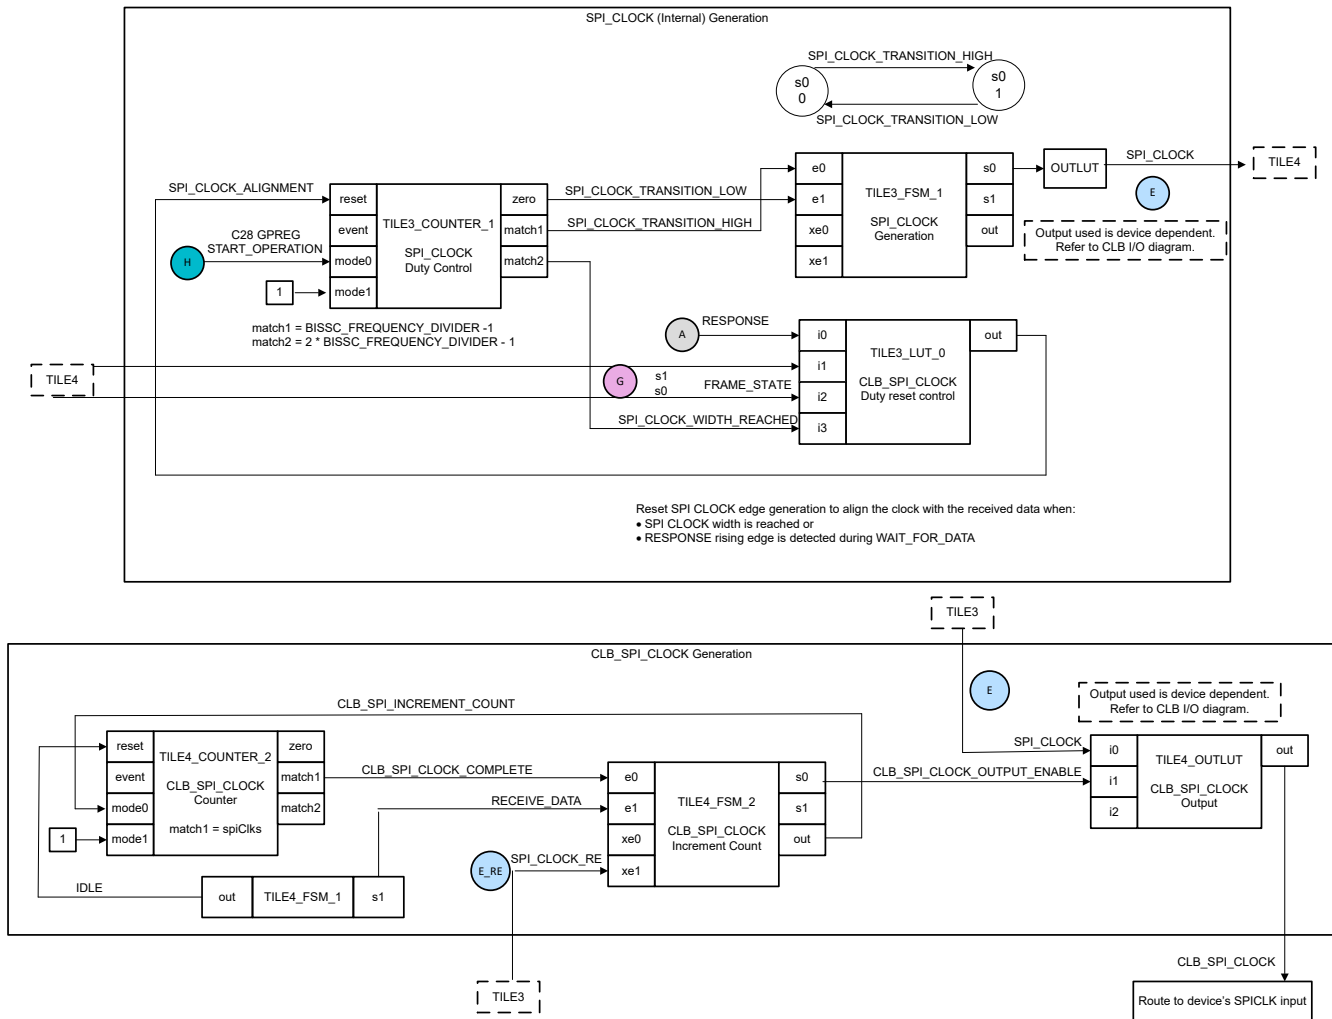 SPI_CLOCK (Internal) Generation
SPI_CLOCK_TRANSITION_HIGH
s0
0
s0
1
SPI_CLOCK_TRANSITION_LOW
SPI_CLOCK_ALIGNMENT
C28 GPREG
START_OPERATION
H
1
reset
event
mode0
mode1
TILE3_COUNTER_1
SPI_CLOCK
Duty Control
zero
match1
match2
SPI_CLOCK_TRANSITION_LOW
SPI_CLOCK_TRANSITION_HIGH
match1 = BISSC_FREQUENCY_DIVIDER -1
match2 = 2 * BISSC_FREQUENCY_DIVIDER - 1
e0
e1
xe0
xe1
TILE3_FSM_1
SPI_CLOCK
Generation
s0
s1
out
OUTLUT
SPI_CLOCK
E
TILE4
Output used is device dependent.
Refer to CLB I/O diagram.
A
RESPONSE
TILE4
G
s1
s0
FRAME_STATE
SPI_CLOCK_WIDTH_REACHED
i0
i1
i2
i3
TILE3_LUT_0
CLB_SPI_CLOCK
Duty reset control
out
Reset SPI CLOCK edge generation to align the clock with the received data when:
• SPI CLOCK width is reached or
• RESPONSE rising edge is detected during WAIT_FOR_DATA
TILE3
CLB_SPI_CLOCK Generation
E
Output used is device dependent.
Refer to CLB I/O diagram.
CLB_SPI_INCREMENT_COUNT
reset
event
mode0
mode1
1
TILE4_COUNTER_2
CLB_SPI_CLOCK
Counter
match1 = spiClks
zero
match1
match2
CLB_SPI_CLOCK_COMPLETE
RECEIVE_DATA
IDLE
out
TILE4_FSM_1
s1
E_RE
SPI_CLOCK_RE
e0
e1
xe0
xe1
TILE4_FSM_2
CLB_SPI_CLOCK
Increment Count
s0
s1
out
SPI_CLOCK
CLB_SPI_CLOCK_OUTPUT_ENABLE
i0
i1
i2
TILE4_OUTLUT
CLB_SPI_CLOCK
Output
out
TILE3
CLB_SPI_CLOCK
Route to device's SPICLK input